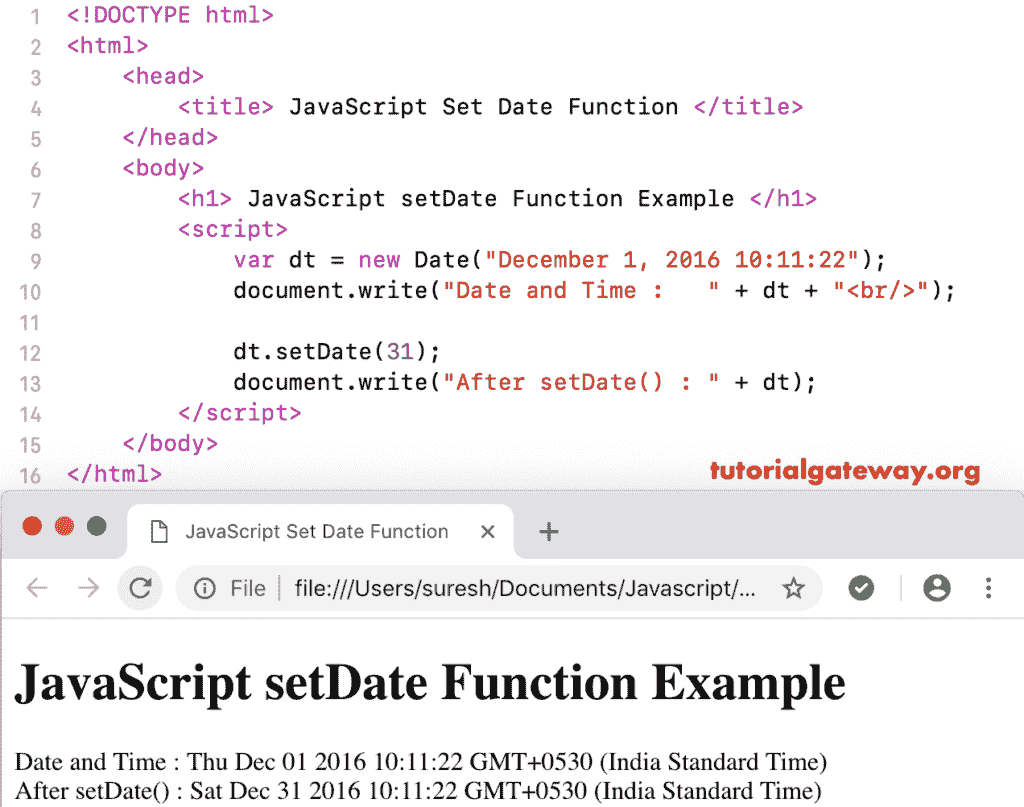 1 <!DOCTYPE html>
2 <html>
3 <head>
4 <title> JavaScript Set Date Function </title>
5 </head>
6 <body>
7 <h1> JavaScript setDate Function Example </h1>
8 <script>
9 var dt = new Date("December 1, 2016 10:11:22");
10 document.write("Date and Time :   " + dt + "<br/>");
11
12 dt.setDate(31);
13 document.write("After setDate() : " + dt);
14 </script>
15 </body>
16 </html>
tutorialgateway.org
JavaScript Set Date Function
File file:///Users/suresh/Documents/Javascript/...
JavaScript setDate Function Example
Date and Time : Thu Dec 01 2016 10:11:22 GMT+0530 (India Standard Time)
After setDate() : Sat Dec 31 2016 10:11:22 GMT+0530 (India Standard Time)